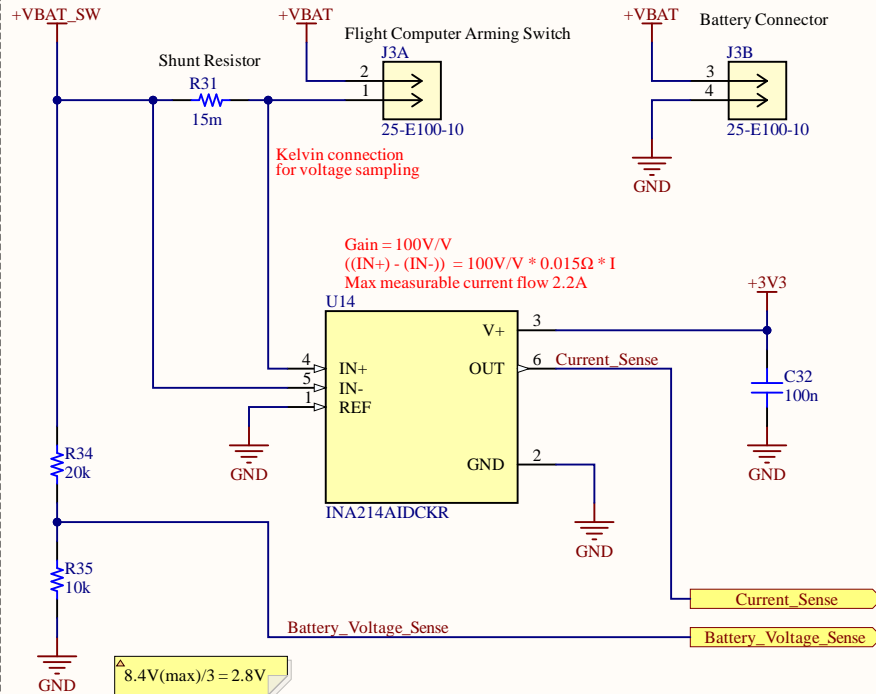 +VBAT_SW
+VBAT
Flight Computer Arming Switch
J3A
2
1
25-E100-10
+VBAT
Battery Connector
J3B
3
4
25-E100-10
GND
Shunt Resistor
R31
15m
Kelvin connection
for voltage sampling
Gain = 100V/V
((IN+) - (IN-)) = 100V/V * 0.015Ω * I
Max measurable current flow 2.2A
U14
V+
3
4
IN+
5
IN-
1
REF
OUT
6
Current_Sense
GND
2
INA214AIDCKR
GND
GND
+3V3
C32
100n
GND
R34
20k
R35
10k
GND
Battery_Voltage_Sense
Current_Sense
Battery_Voltage_Sense
8.4V(max)/3 = 2.8V